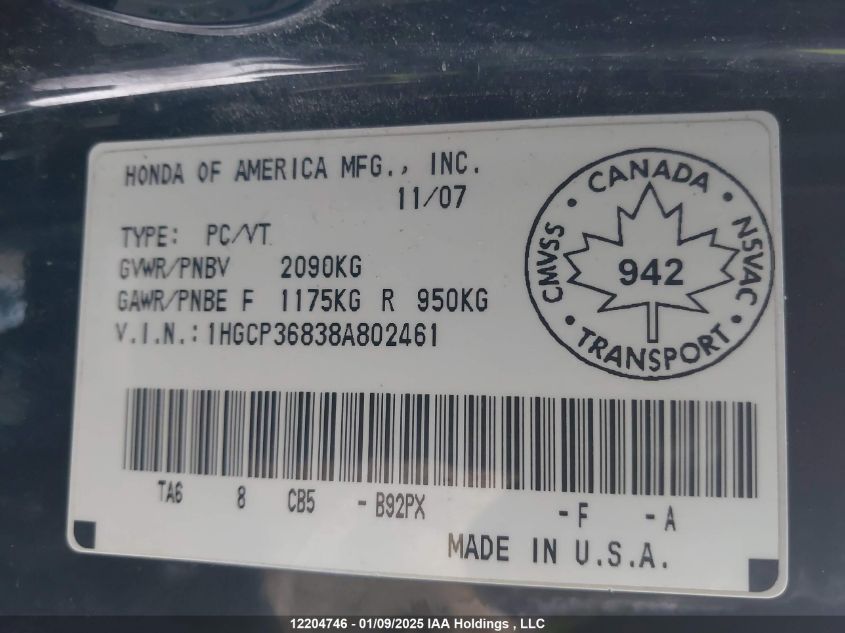 HONDA OF AMERICA MFG., INC.
11/07
TYPE: PC/VT
GVWR/PNBV 2090KG
GAWR/PNBE F 1175KG R 950KG
V.I.N.: 1HGCP36838A802461
CANADA
CMVSS
NSVAC
942
TRANSPORT
TA6 8 CB5 -B92PX -F -A
MADE IN U.S.A.
12204746 - 01/09/2025 IAA Holdings , LLC